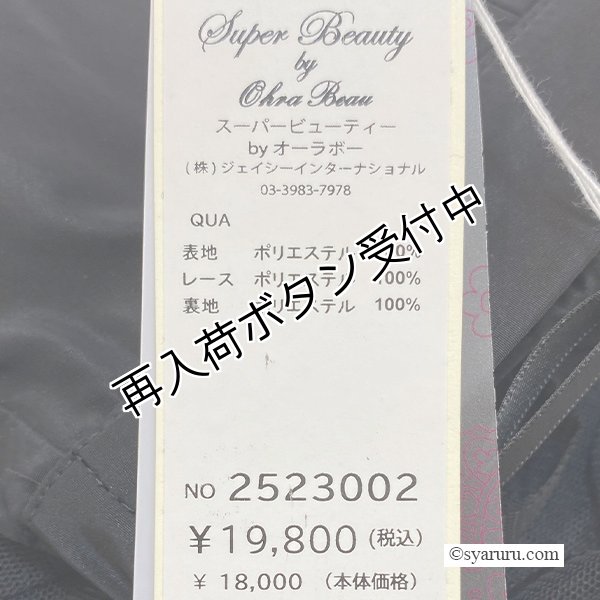 Super Beauty
by
Ohra Beau
スーパービューティー
by オーラボー
(株)ジェイシーインターナショナル
03-3983-7978
QUA
表地 ポリエステル
レース ポリエステル 100%
裏地 ポリエステル 100%
再入荷ボタン受付中
NO 2523002
¥19,800(税込)
¥ 18,000 (本体価格)
©syaruru.com